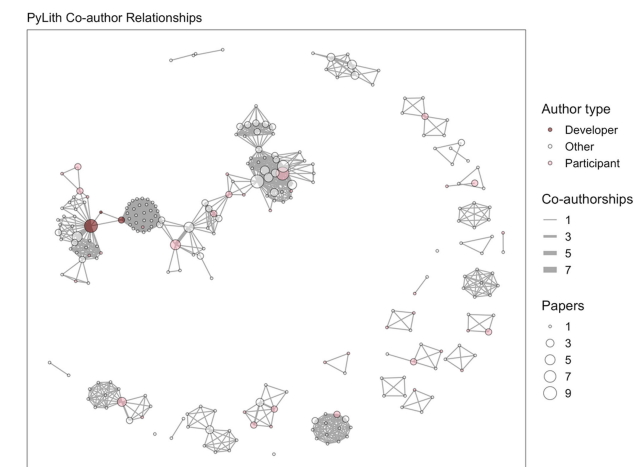 PyLith Co-author Relationships
Author type
Developer
Other
Participant
Co-authorships
1
3
5
7
Papers
1
3
5
7
9